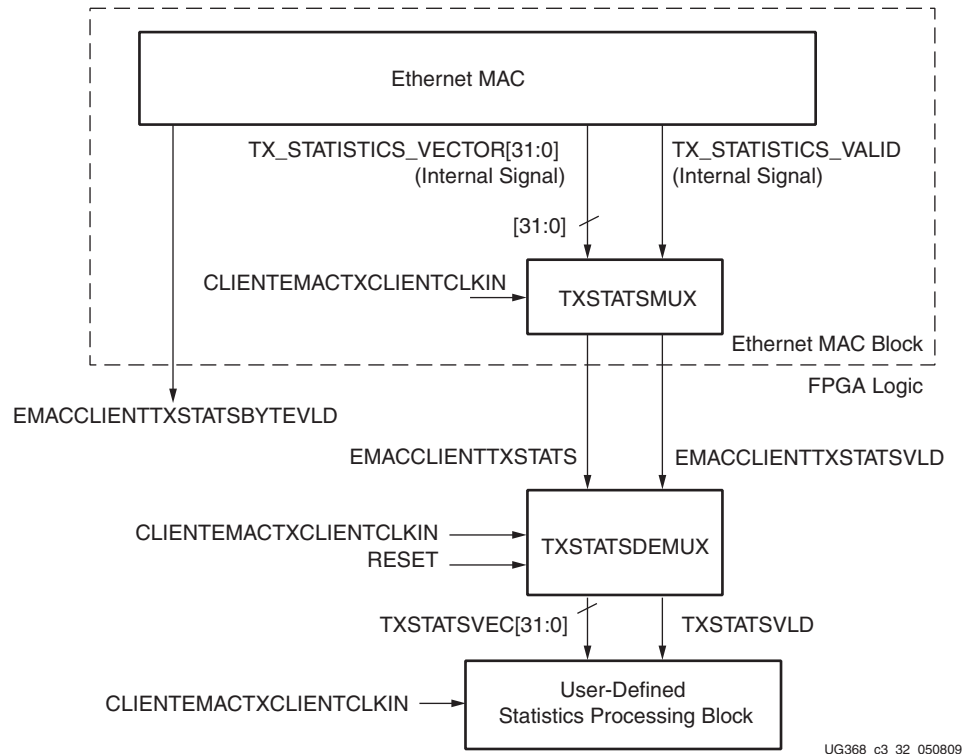 Ethernet MAC
TX_STATISTICS_VECTOR[31:0]
(Internal Signal)
TX_STATISTICS_VALID
(Internal Signal)
[31:0]
CLIENTEMACTXCLIENTCLKIN
TXSTATSMUX
Ethernet MAC Block
FPGA Logic
EMACCLIENTTXSTATSBYTEVLD
EMACCLIENTTXSTATS
EMACCLIENTTXSTATSVLD
CLIENTEMACTXCLIENTCLKIN
RESET
TXSTATSDEMUX
TXSTATSVEC[31:0]
TXSTATSVLD
CLIENTEMACTXCLIENTCLKIN
User-Defined
Statistics Processing Block
UG368_c3_32_050809